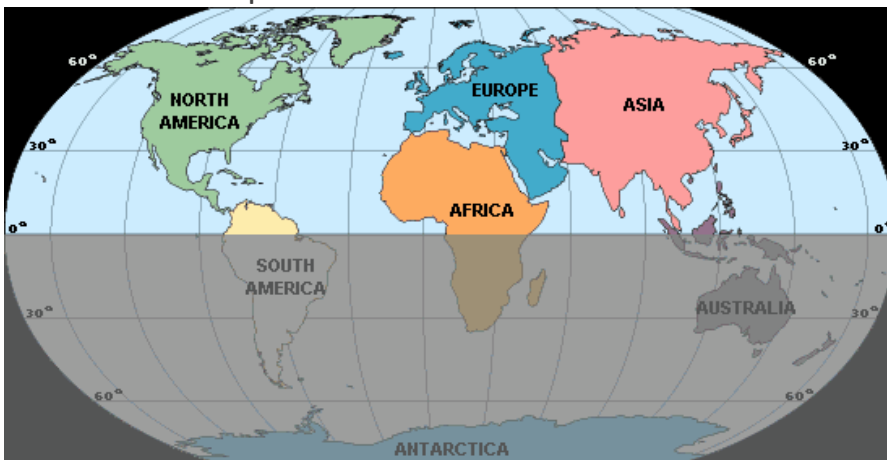 60°
60°
NORTH
AMERICA
EUROPE
ASIA
30°
30°
AFRICA
0°
0°
SOUTH
AMERICA
AUSTRALIA
30°
30°
60°
60°
ANTARCTICA